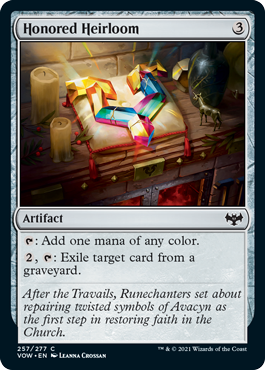 Honored Heirloom 3
Artifact
T: Add one mana of any color.
2, T: Exile target card from a
graveyard.
After the Travails, Runechanters set about
repairing twisted symbols of Avacyn as
the first step in restoring faith in the
Church.
257/277 C
VOW • EN LEANNA CROSSAN
™ & © 2021 Wizards of the Coast